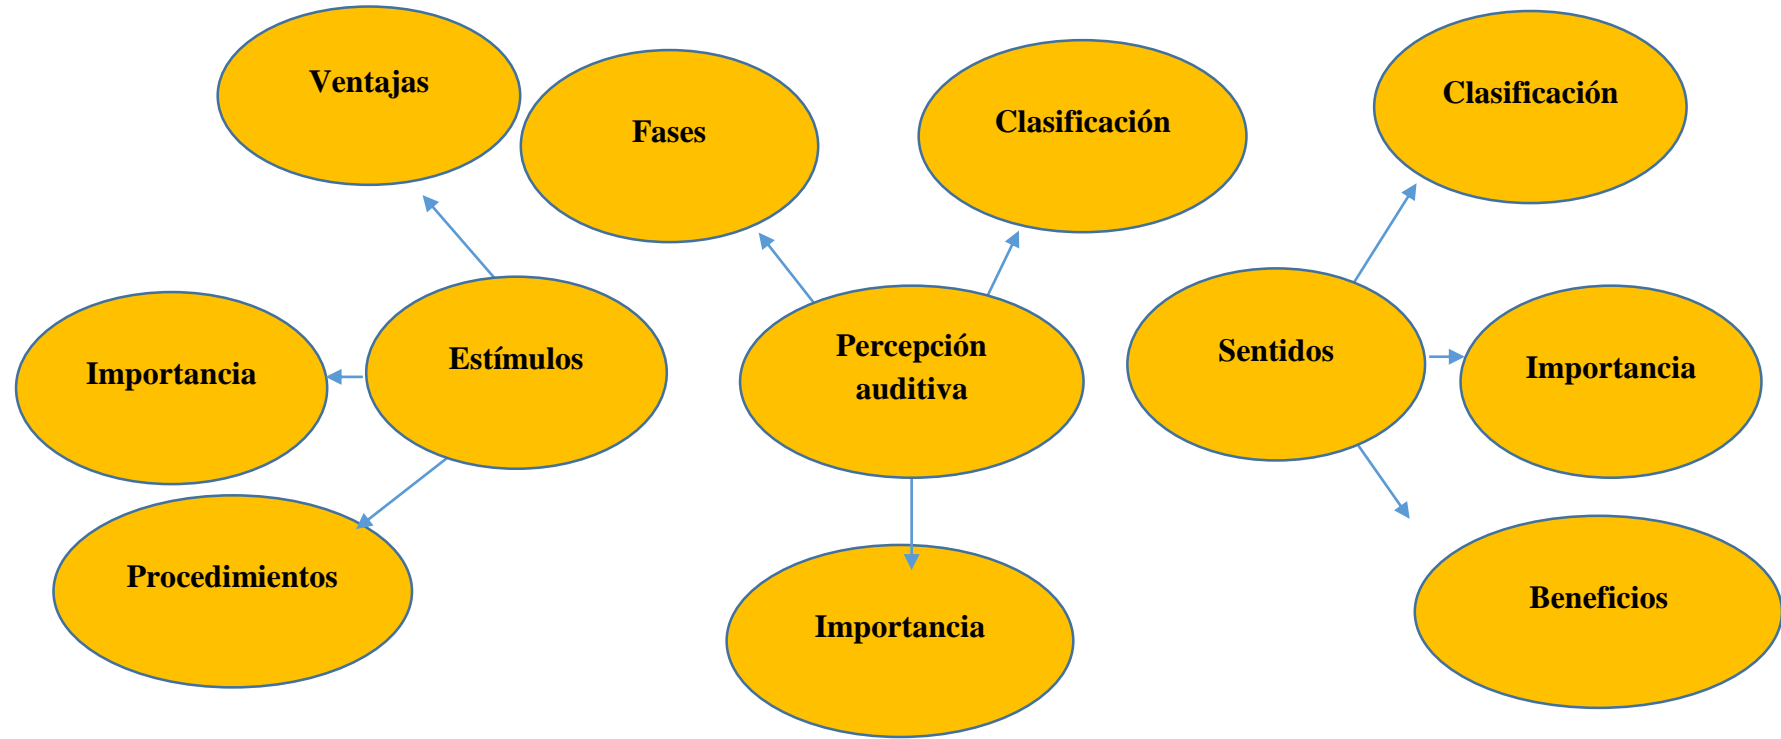 Ventajas
Fases
Clasificación
Clasificación
Importancia
Estímulos
Percepción
auditiva
Sentidos
Importancia
Procedimientos
Importancia
Beneficios